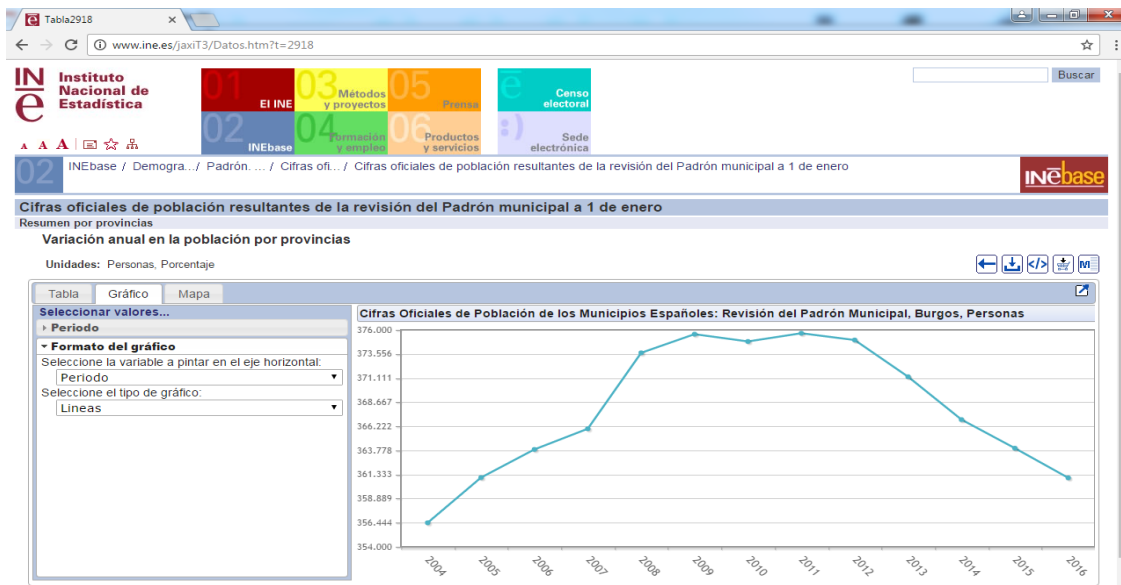 Tabla2918
www.ine.es/jaxiT3/Datos.htm?t=2918
INe
Instituto
Nacional de
Estadística
A A A
01 El INE
03 Métodos y proyectos
05 Prensa
ē Censo electoral
02 INEbase
04 Formación y empleo
06 Productos y servicios
:) Sede electrónica
Buscar
02 INEbase / Demogra.../ Padrón. ... / Cifras ofi... / Cifras oficiales de población resultantes de la revisión del Padrón municipal a 1 de enero
INēbase
Cifras oficiales de población resultantes de la revisión del Padrón municipal a 1 de enero
Resumen por provincias
Variación anual en la población por provincias
Unidades: Personas, Porcentaje
Tabla Gráfico Mapa
Seleccionar valores...
Periodo
Formato del gráfico
Seleccione la variable a pintar en el eje horizontal:
Periodo
Seleccione el tipo de gráfico:
Lineas
Cifras Oficiales de Población de los Municipios Españoles: Revisión del Padrón Municipal, Burgos, Personas
376.000
373.556
371.111
368.667
366.222
363.778
361.333
358.889
356.444
354.000
2004 2005 2006 2007 2008 2009 2010 2011 2012 2013 2014 2015 2016